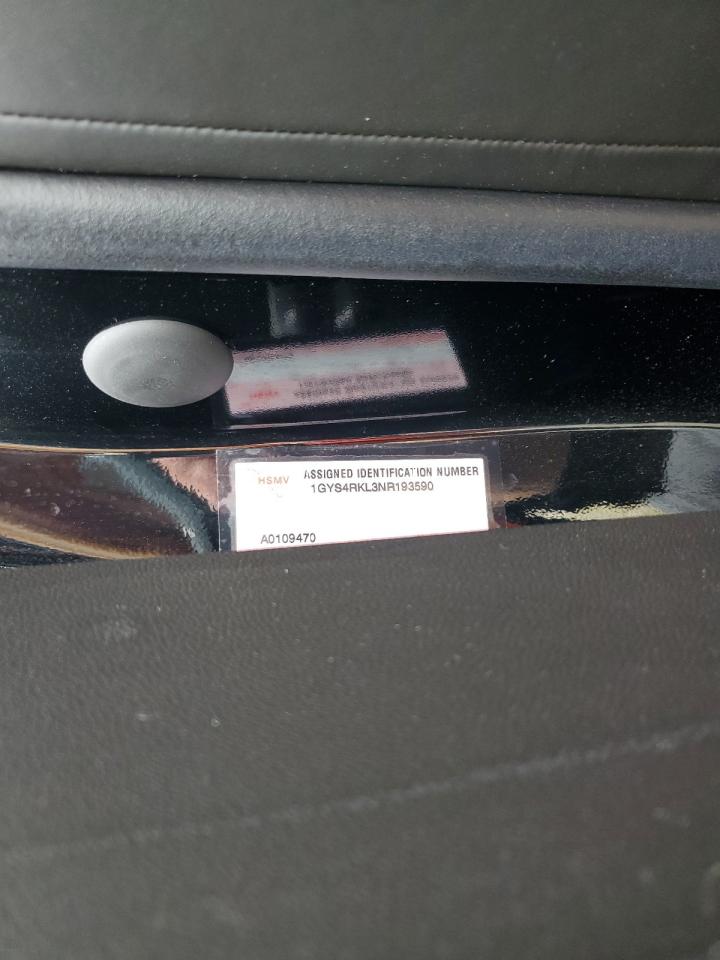 HSMV
ASSIGNED IDENTIFICATION NUMBER
1GYS4RKL3NR193590
A0109470